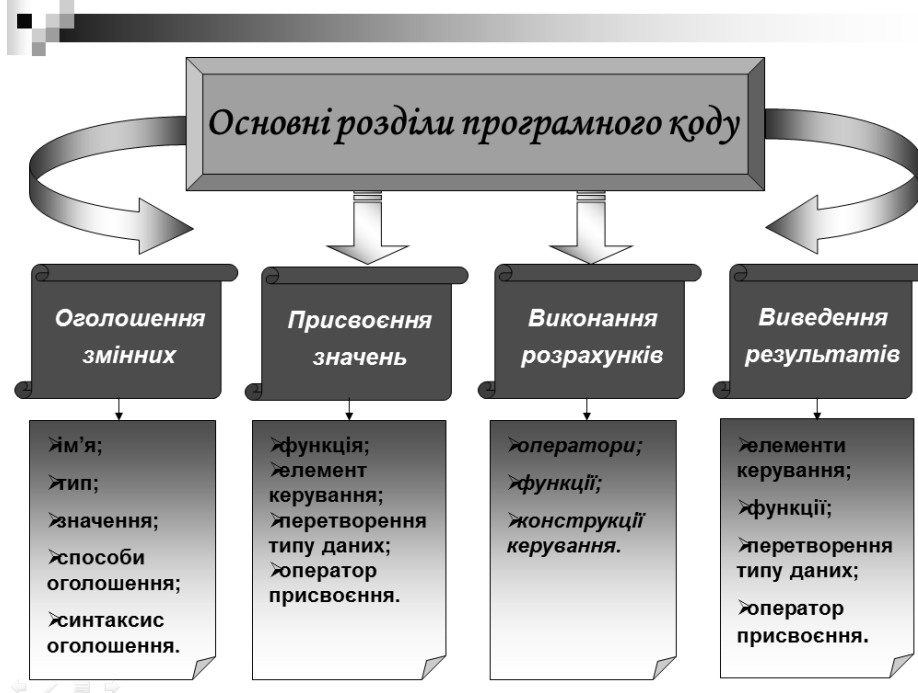 Основні розділи програмного коду
Оголошення
змінних
Присвоєння
значень
Виконання
розрахунків
Виведення
результатів
➢ім’я;
➢тип;
➢значення;
➢способи
оголошення;
➢синтаксис
оголошення.
➢функція;
➢елемент
керування;
➢перетворення
типу даних;
➢оператор
присвоєння.
➢оператори;
➢функції;
➢конструкції
керування.
➢елементи
керування;
➢функції;
➢перетворення
типу даних;
➢оператор
присвоєння.